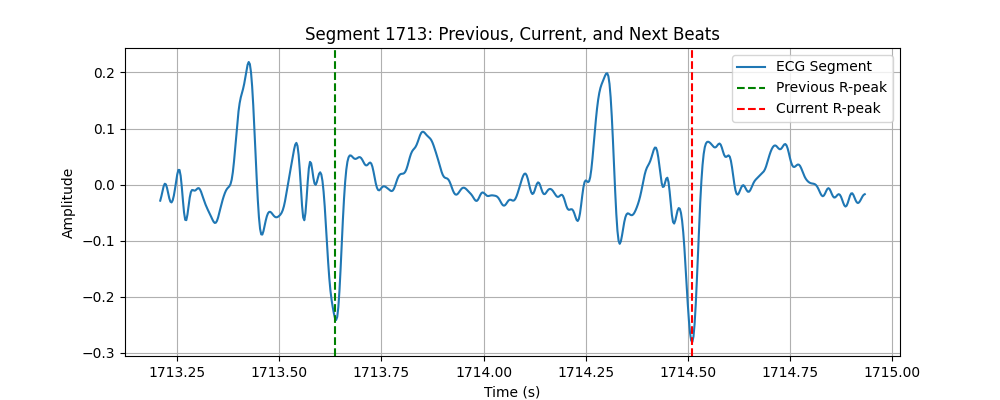 Segment 1713: Previous, Current, and Next Beats
ECG Segment
Previous R-peak
Current R-peak
Amplitude
0.2
0.1
0.0
−0.1
−0.2
−0.3
1713.25 1713.50 1713.75 1714.00 1714.25 1714.50 1714.75 1715.00
Time (s)